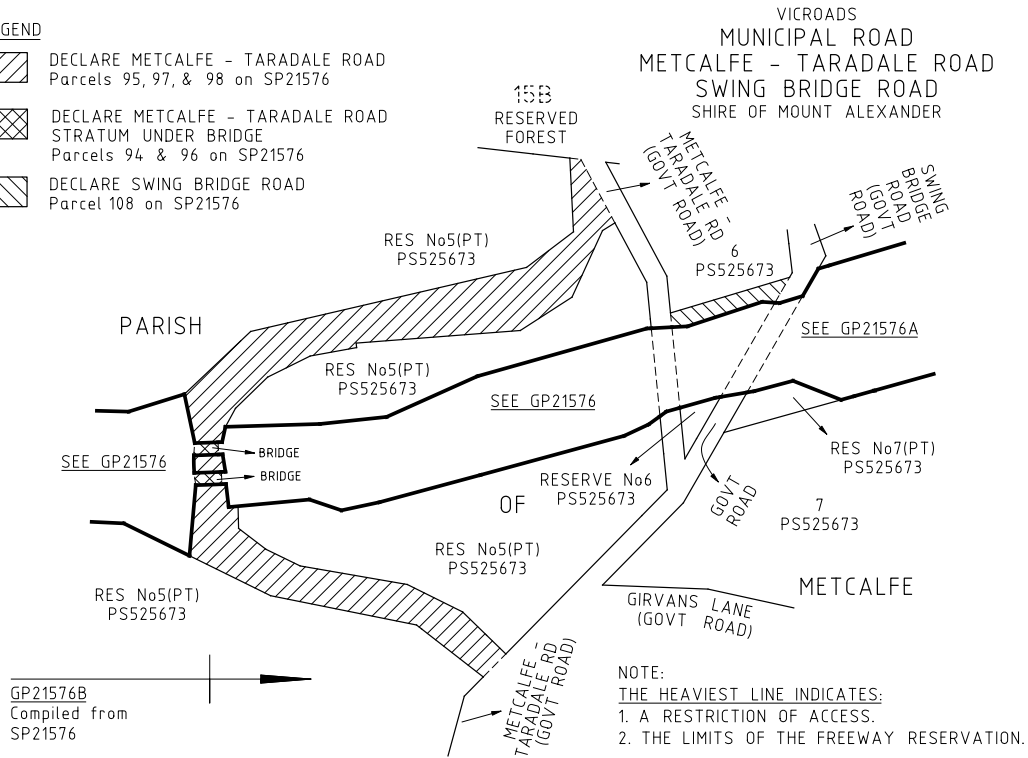 GEND
DECLARE METCALFE - TARADALE ROAD
Parcels 95, 97, & 98 on SP21576
DECLARE METCALFE - TARADALE ROAD
STRATUM UNDER BRIDGE
Parcels 94 & 96 on SP21576
DECLARE SWING BRIDGE ROAD
Parcel 108 on SP21576
VICROADS
MUNICIPAL ROAD
METCALFE - TARADALE ROAD
SWING BRIDGE ROAD
SHIRE OF MOUNT ALEXANDER
15B
RESERVED
FOREST
METCALFE -
TARADALE RD
(GOVT ROAD)
SWING
BRIDGE
ROAD
(GOVT
ROAD)
RES No5(PT)
PS525673
6
PS525673
PARISH
SEE GP21576A
RES No5(PT)
PS525673
SEE GP21576
SEE GP21576
BRIDGE
BRIDGE
RESERVE No6
PS525673
RES No7(PT)
PS525673
GOVT
ROAD
OF
7
PS525673
RES No5(PT)
PS525673
RES No5(PT)
PS525673
METCALFE
GIRVANS LANE
(GOVT ROAD)
METCALFE -
TARADALE RD
(GOVT ROAD)
GP21576B
Compiled from
SP21576
NOTE:
THE HEAVIEST LINE INDICATES:
1. A RESTRICTION OF ACCESS.
2. THE LIMITS OF THE FREEWAY RESERVATION.